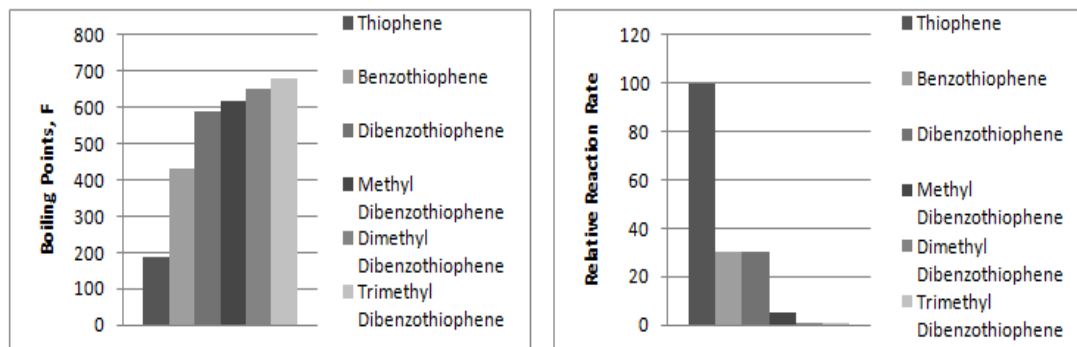 Boiling Points, F
800
700
600
500
400
300
200
100
0
Thiophene
Benzothiophene
Dibenzothiophene
Methyl
Dibenzothiophene
Dimethyl
Dibenzothiophene
Trimethyl
Dibenzothiophene
Relative Reaction Rate
120
100
80
60
40
20
0
Thiophene
Benzothiophene
Dibenzothiophene
Methyl
Dibenzothiophene
Dimethyl
Dibenzothiophene
Trimethyl
Dibenzothiophene